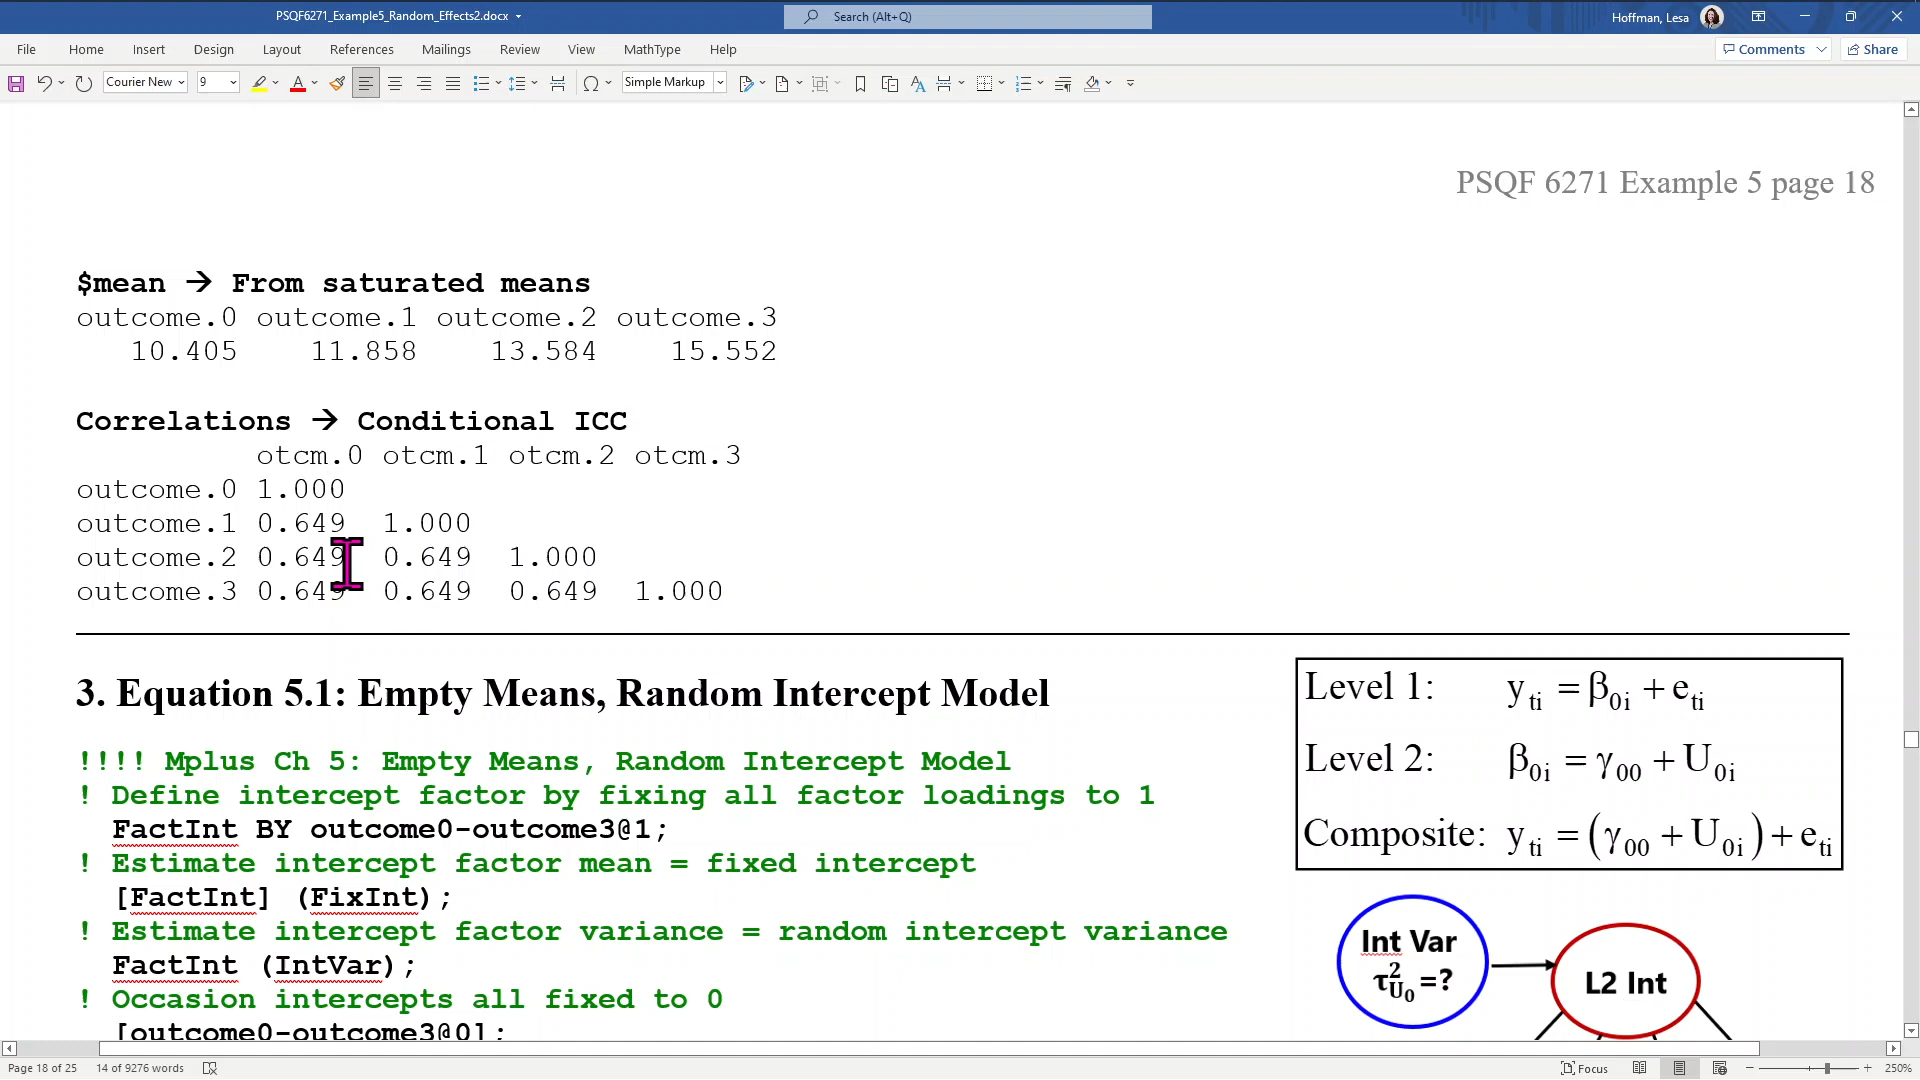 PSQF6271_Example5_Random_Effects2.docx
Search (Alt+Q)
Hoffman, Lesa
File Home Insert Design Layout References Mailings Review View MathType Help
Comments Share
Courier New 9 Simple Markup
PSQF 6271 Example 5 page 18
$mean → From saturated means
outcome.0 outcome.1 outcome.2 outcome.3
10.405 11.858 13.584 15.552
Correlations → Conditional ICC
otcm.0 otcm.1 otcm.2 otcm.3
outcome.0 1.000
outcome.1 0.649 1.000
outcome.2 0.649 0.649 1.000
outcome.3 0.649 0.649 0.649 1.000
3. Equation 5.1: Empty Means, Random Intercept Model
!!!! Mplus Ch 5: Empty Means, Random Intercept Model
! Define intercept factor by fixing all factor loadings to 1
FactInt BY outcome0-outcome3@1;
! Estimate intercept factor mean = fixed intercept
[FactInt] (FixInt);
! Estimate intercept factor variance = random intercept variance
FactInt (IntVar);
! Occasion intercepts all fixed to 0
[outcome0-outcome3@0];
Level 1: y_ti = β_0i + e_ti
Level 2: β_0i = γ_00 + U_0i
Composite: y_ti = (γ_00 + U_0i) + e_ti
Int Var
τ²_U₀ =?
L2 Int
Page 18 of 25 14 of 9276 words Focus 250%